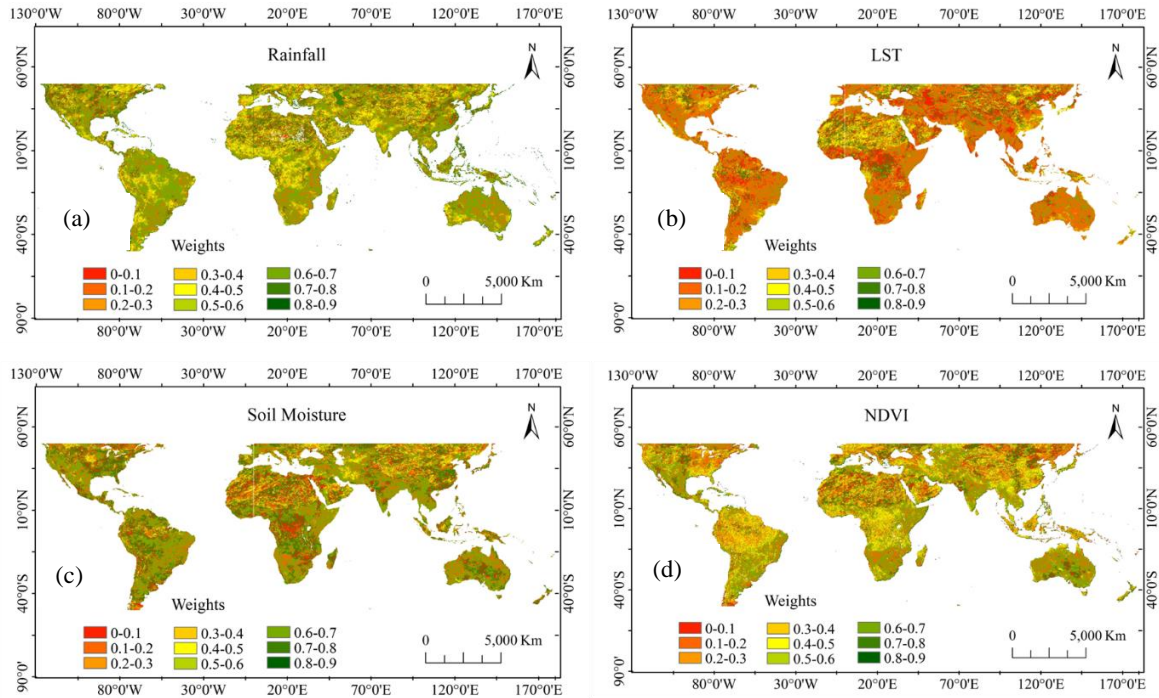 130°0'W 80°0'W 30°0'W 20°0'E 70°0'E 120°0'E 170°0'E
Rainfall
N
60°0'N
10°0'N
40°0'S
90°0'
(a)
Weights
0-0.1 0.3-0.4 0.6-0.7
0.1-0.2 0.4-0.5 0.7-0.8
0.2-0.3 0.5-0.6 0.8-0.9
0 5,000 Km
80°0'W 30°0'W 20°0'E 70°0'E 120°0'E 170°0'E
130°0'W 80°0'W 30°0'W 20°0'E 70°0'E 120°0'E 170°0'E
LST
N
60°0'N
10°0'N
40°0'S
90°0'
(b)
Weights
0-0.1 0.3-0.4 0.6-0.7
0.1-0.2 0.4-0.5 0.7-0.8
0.2-0.3 0.5-0.6 0.8-0.9
0 5,000 Km
80°0'W 30°0'W 20°0'E 70°0'E 120°0'E 170°0'E
130°0'W 80°0'W 30°0'W 20°0'E 70°0'E 120°0'E 170°0'E
Soil Moisture
N
60°0'N
10°0'N
40°0'S
90°0'
(c)
Weights
0-0.1 0.3-0.4 0.6-0.7
0.1-0.2 0.4-0.5 0.7-0.8
0.2-0.3 0.5-0.6 0.8-0.9
0 5,000 Km
80°0'W 30°0'W 20°0'E 70°0'E 120°0'E 170°0'E
130°0'W 80°0'W 30°0'W 20°0'E 70°0'E 120°0'E 170°0'E
NDVI
N
60°0'N
10°0'N
40°0'S
90°0'
(d)
Weights
0-0.1 0.3-0.4 0.6-0.7
0.1-0.2 0.4-0.5 0.7-0.8
0.2-0.3 0.5-0.6 0.8-0.9
0 5,000 Km
80°0'W 30°0'W 20°0'E 70°0'E 120°0'E 170°0'E